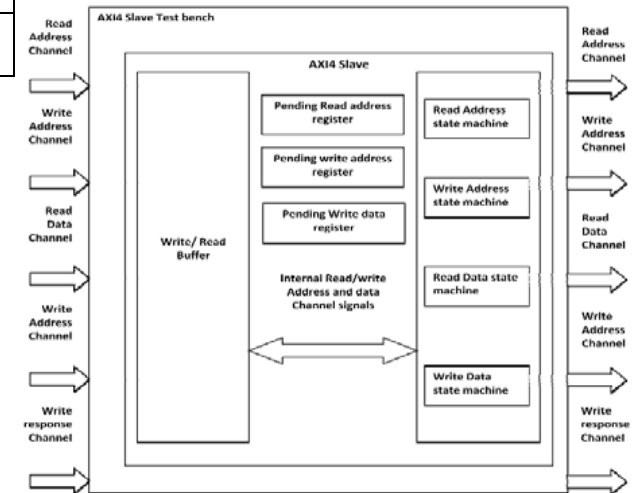 AXI4 Slave Test bench
Read
Address
Channel
Write
Address
Channel
Read
Data
Channel
Write
Address
Channel
Write
response
Channel
AXI4 Slave
Write/ Read
Buffer
Pending Read address
register
Pending write address
register
Pending Write data
register
Internal Read/write
Address and data
Channel signals
Read Address
state machine
Write Address
state machine
Read Data state
machine
Write Data
state machine
Read
Address
Channel
Write
Address
Channel
Read
Data
Channel
Write
Address
Channel
Write
response
Channel